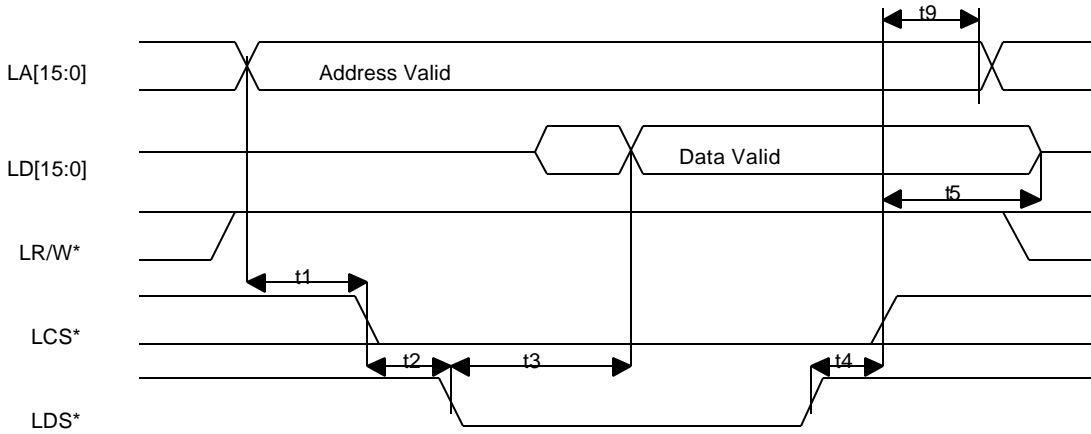 t9
LA[15:0]
Address Valid
LD[15:0]
Data Valid
t5
LR/W*
t1
LCS*
t2
t3
t4
LDS*